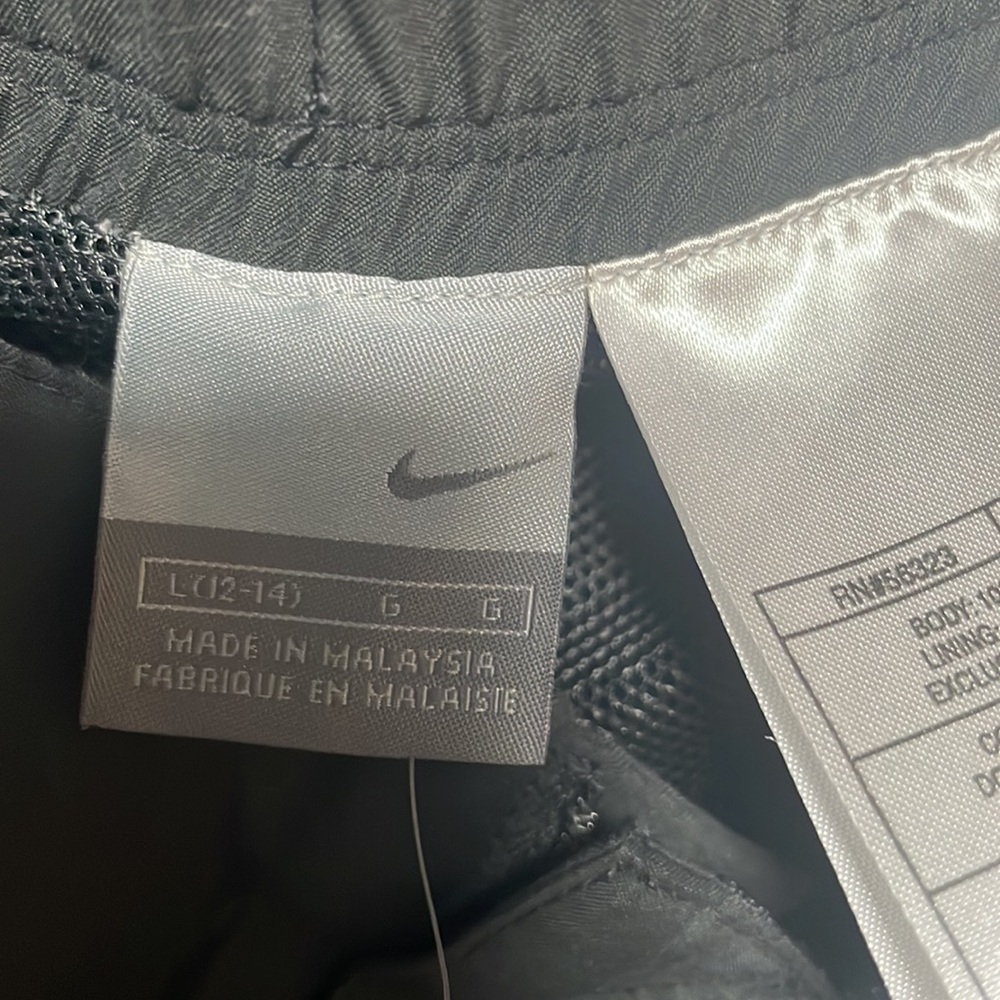 L(12-14) G G
MADE IN MALAYSIA
FABRIQUE EN MALAISIE
RN#56323
BODY: 10
LINING:
EXCLU